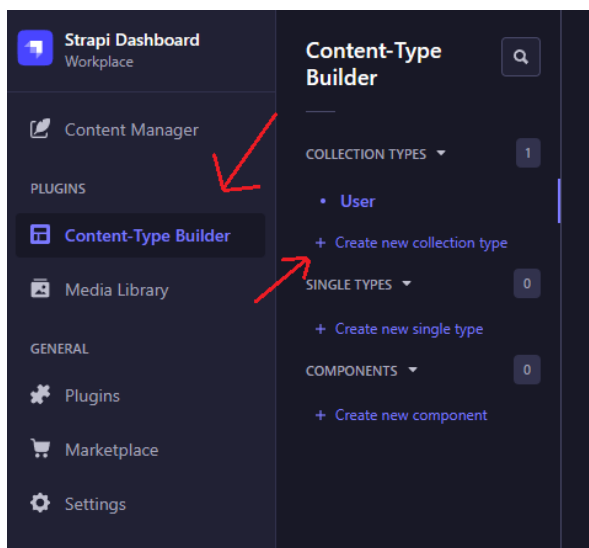 Strapi Dashboard
Workplace
Content Manager
PLUGINS
Content-Type Builder
Media Library
GENERAL
Plugins
Marketplace
Settings
Content-Type
Builder
COLLECTION TYPES
1
User
+ Create new collection type
SINGLE TYPES
0
+ Create new single type
COMPONENTS
0
+ Create new component